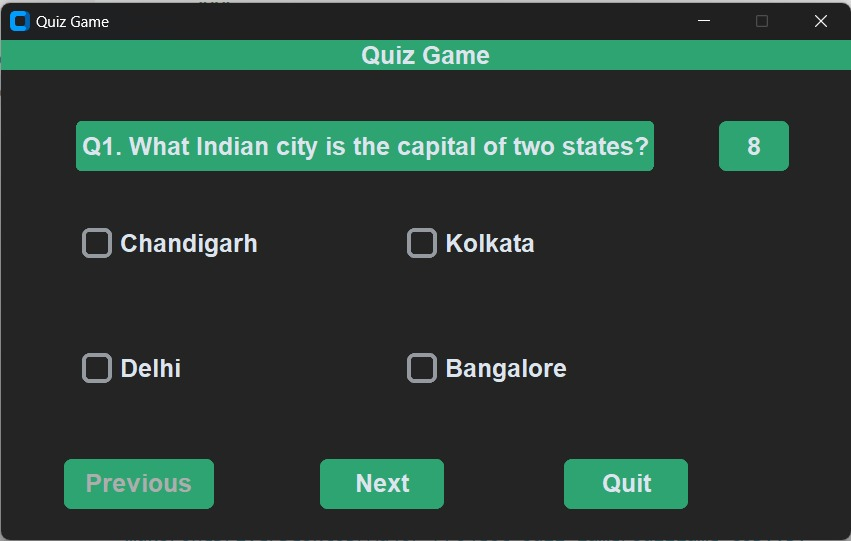 Quiz Game
Quiz Game
Q1. What Indian city is the capital of two states?
8
Chandigarh
Kolkata
Delhi
Bangalore
Previous
Next
Quit